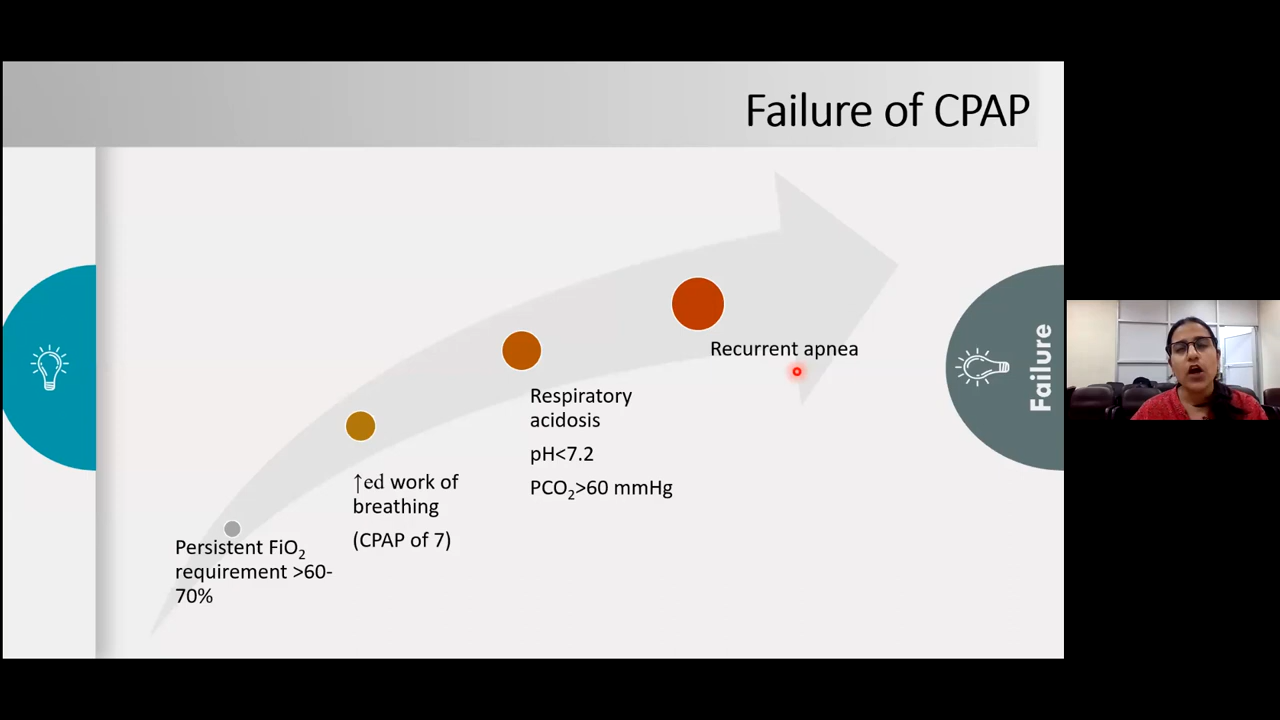 Failure of CPAP
Persistent FiO₂
requirement >60-
70%
↑ed work of
breathing
(CPAP of 7)
Respiratory
acidosis
pH<7.2
PCO₂>60 mmHg
Recurrent apnea
Failure